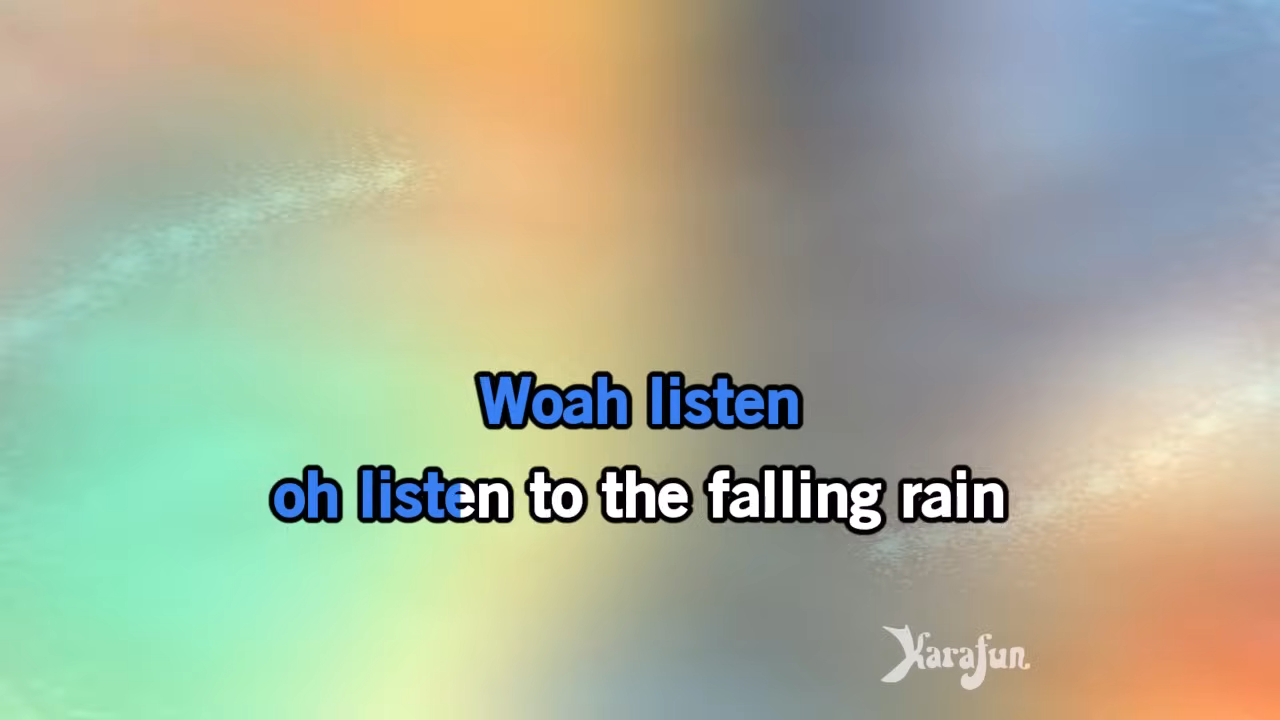 Woah listen
oh listen to the falling rain
Karafun